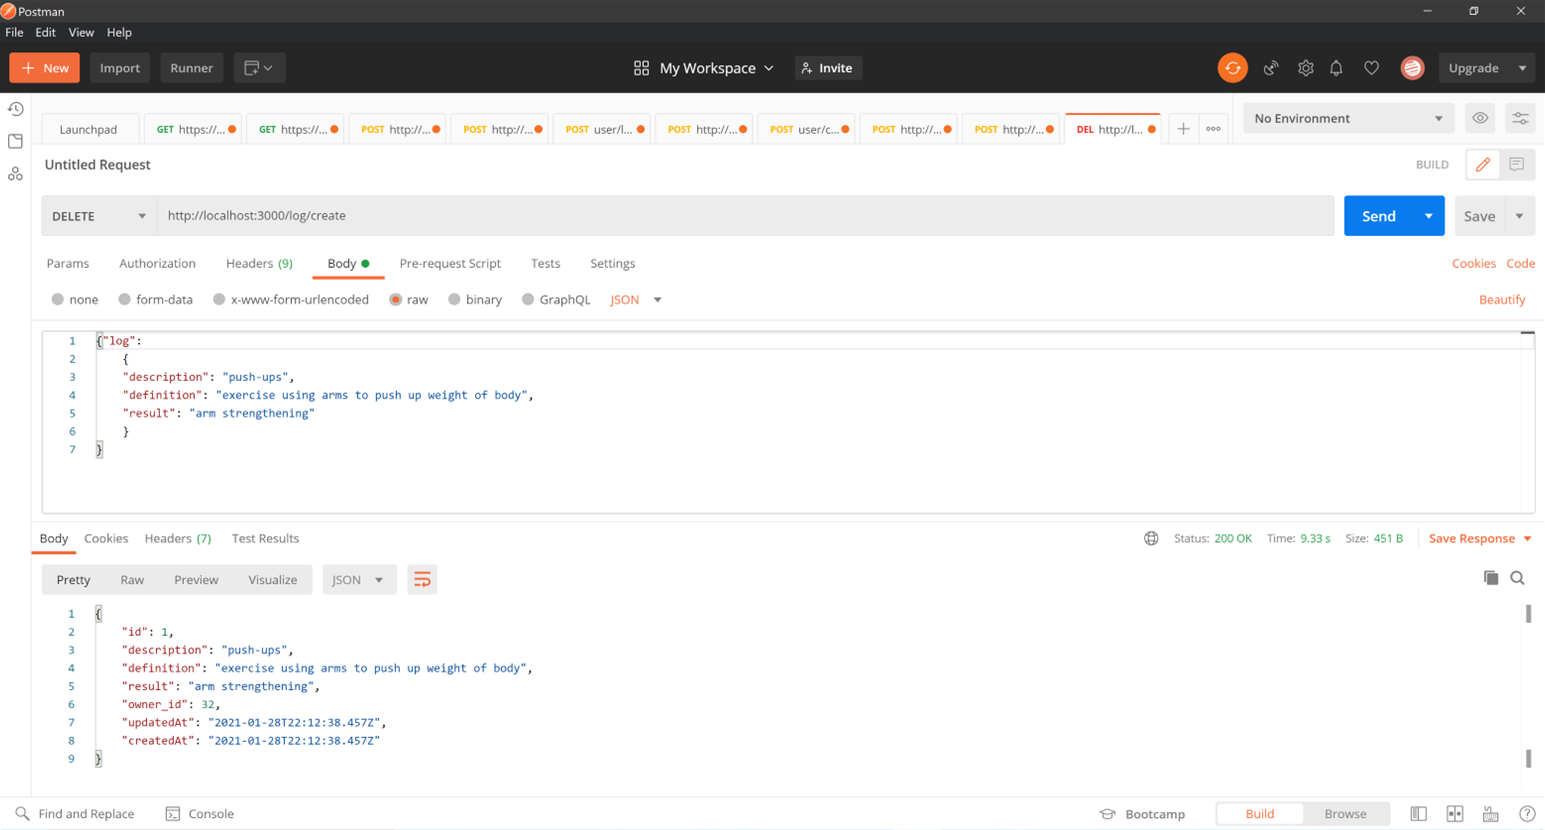 Postman
File Edit View Help
New Import Runner My Workspace Invite Upgrade
Launchpad GET https://... GET https://... POST http://... POST http://... POST user/l... POST http://... POST user/c... POST http://... POST http://... DEL http://l... No Environment
Untitled Request BUILD
DELETE http://localhost:3000/log/create Send Save
Params Authorization Headers (9) Body Pre-request Script Tests Settings Cookies Code
none form-data x-www-form-urlencoded raw binary GraphQL JSON Beautify
1 {"log":
2 {
3 "description": "push-ups",
4 "definition": "exercise using arms to push up weight of body",
5 "result": "arm strengthening"
6 }
7 }
Body Cookies Headers (7) Test Results Status: 200 OK Time: 9.33 s Size: 451 B Save Response
Pretty Raw Preview Visualize JSON
1 {
2 "id": 1,
3 "description": "push-ups",
4 "definition": "exercise using arms to push up weight of body",
5 "result": "arm strengthening",
6 "owner_id": 32,
7 "updatedAt": "2021-01-28T22:12:38.457Z",
8 "createdAt": "2021-01-28T22:12:38.457Z"
9 }
Find and Replace Console Bootcamp Build Browse